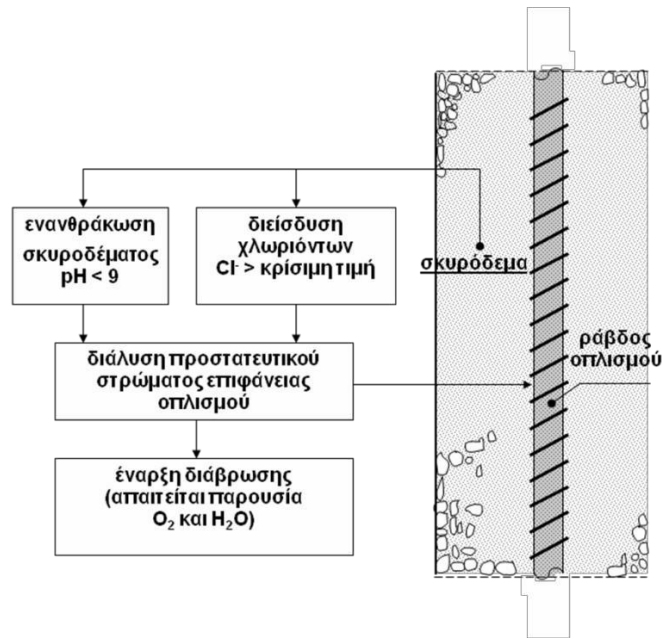 ενανθράκωση
σκυροδέματος
pH < 9
διείσδυση
χλωριόντων
Cl⁻ > κρίσιμη τιμή
σκυρόδεμα
ράβδος
οπλισμού
διάλυση προστατευτικού
στρώματος επιφάνειας
οπλισμού
έναρξη διάβρωσης
(απαιτείται παρουσία
O₂ και H₂O)